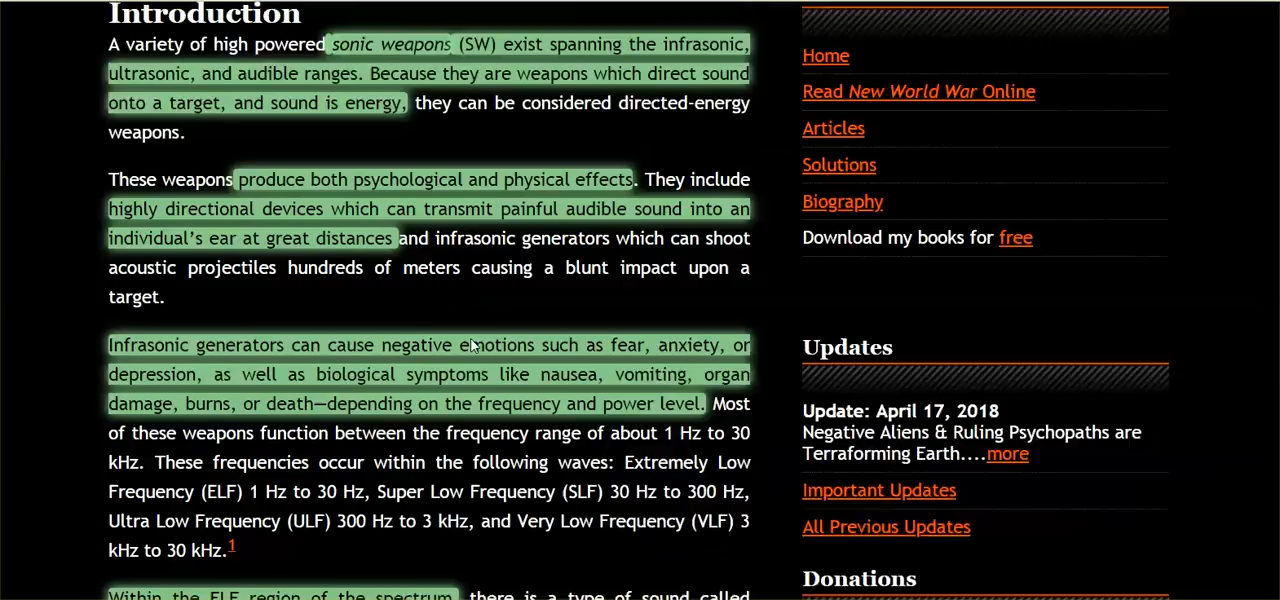 Introduction
A variety of high powered sonic weapons (SW) exist spanning the infrasonic,
ultrasonic, and audible ranges. Because they are weapons which direct sound
onto a target, and sound is energy, they can be considered directed-energy
weapons.
These weapons produce both psychological and physical effects. They include
highly directional devices which can transmit painful audible sound into an
individual’s ear at great distances and infrasonic generators which can shoot
acoustic projectiles hundreds of meters causing a blunt impact upon a
target.
Infrasonic generators can cause negative emotions such as fear, anxiety, or
depression, as well as biological symptoms like nausea, vomiting, organ
damage, burns, or death—depending on the frequency and power level. Most
of these weapons function between the frequency range of about 1 Hz to 30
kHz. These frequencies occur within the following waves: Extremely Low
Frequency (ELF) 1 Hz to 30 Hz, Super Low Frequency (SLF) 30 Hz to 300 Hz,
Ultra Low Frequency (ULF) 300 Hz to 3 kHz, and Very Low Frequency (VLF) 3
kHz to 30 kHz.1
Within the ELF region of the spectrum, there is a type of sound called
Home
Read New World War Online
Articles
Solutions
Biography
Download my books for free
Updates
Update: April 17, 2018
Negative Aliens & Ruling Psychopaths are
Terraforming Earth....more
Important Updates
All Previous Updates
Donations